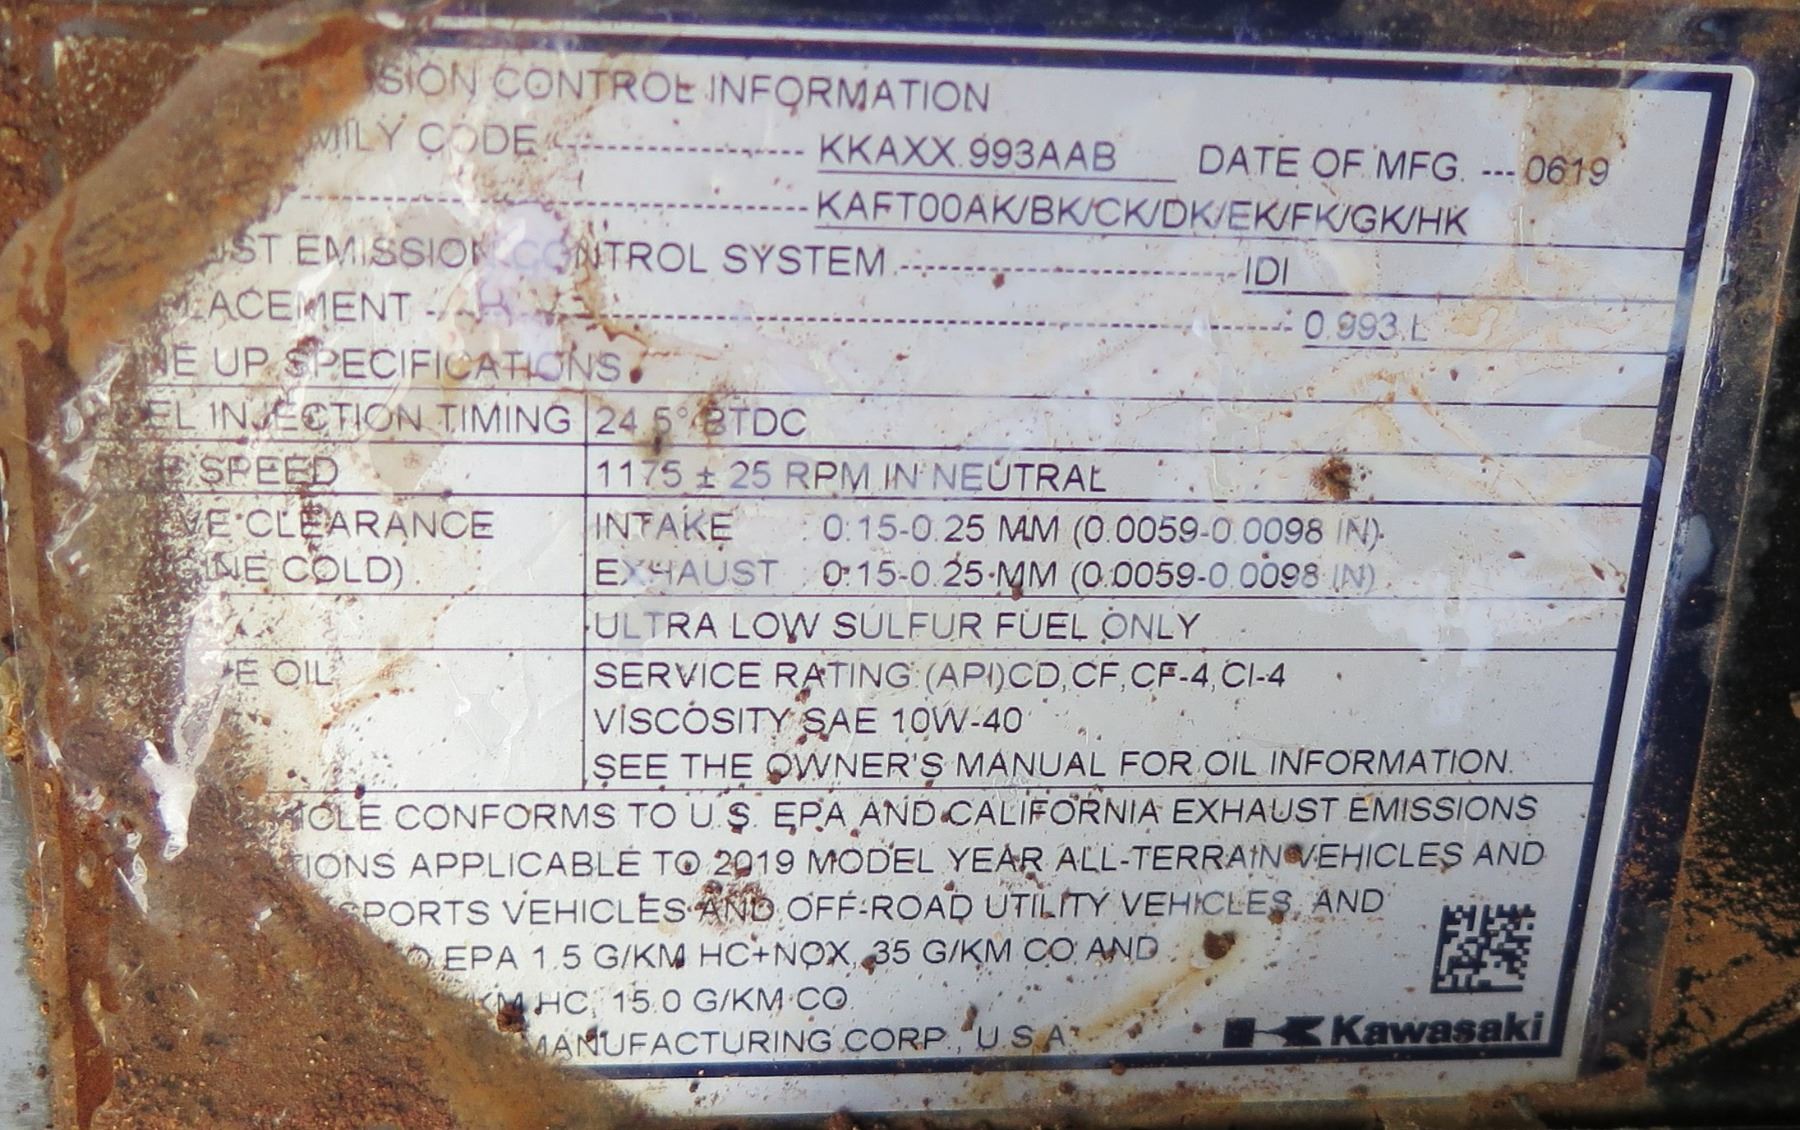 SION CONTROL INFORMATION
MILY CODE --- KKAXX.993AAB DATE OF MFG. --- 0619
--- KAFT00AK/BK/CK/DK/EK/FK/GK/HK
UST EMISSION CONTROL SYSTEM --- IDI
LACEMENT --- 0.993 L
NE UP SPECIFICATIONS
EL INJECTION TIMING 24.5° BTDC
SPEED 1175 ± 25 RPM IN NEUTRAL
VE CLEARANCE INTAKE 0.15-0.25 MM (0.0059-0.0098 IN)
INE COLD) EXHAUST 0.15-0.25 MM (0.0059-0.0098 IN)
ULTRA LOW SULFUR FUEL ONLY
E OIL SERVICE RATING (API)CD,CF,CF-4,CI-4
VISCOSITY SAE 10W-40
SEE THE OWNER'S MANUAL FOR OIL INFORMATION.
ICLE CONFORMS TO U.S. EPA AND CALIFORNIA EXHAUST EMISSIONS
TIONS APPLICABLE TO 2019 MODEL YEAR ALL-TERRAIN VEHICLES AND
SPORTS VEHICLES AND OFF-ROAD UTILITY VEHICLES, AND
O EPA 1.5 G/KM HC+NOX, 35 G/KM CO AND
KM HC, 15.0 G/KM CO
MANUFACTURING CORP., U.S.A.
Kawasaki